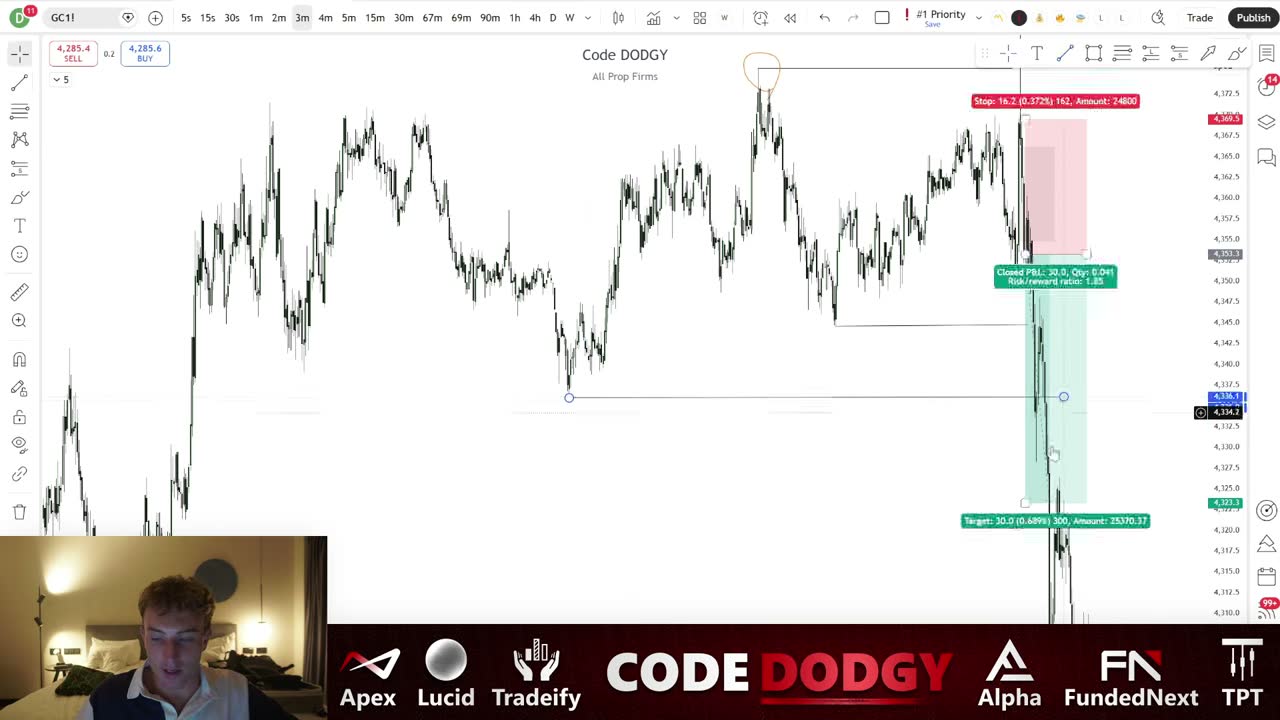 D
11
GC1!
5s 15s 30s 1m 2m 3m 4m 5m 15m 30m 67m 69m 90m 1h 4h D W
W
#1 Priority
Save
L L
Trade
Publish
4,285.4
SELL
0.2
4,285.6
BUY
5
Code DODGY
All Prop Firms
T
14
Stop: 16.2 (0.372%) 162, Amount: 24800
Closed P&L: 30.0, Qty: 0.041
Risk/reward ratio: 1.85
Target: 30.0 (0.689%) 300, Amount: 25370.37
4,372.5
4,369.5
4,367.5
4,365.0
4,362.5
4,360.0
4,357.5
4,355.0
4,353.3
4,350.0
4,347.5
4,345.0
4,342.5
4,340.0
4,337.5
4,336.1
4,334.2
4,332.5
4,330.0
4,327.5
4,325.0
4,323.3
4,320.0
4,317.5
4,315.0
4,312.5
4,310.0
99+
T
CODE DODGY
Apex
Lucid
Tradeify
Alpha
FN
FundedNext
TPT